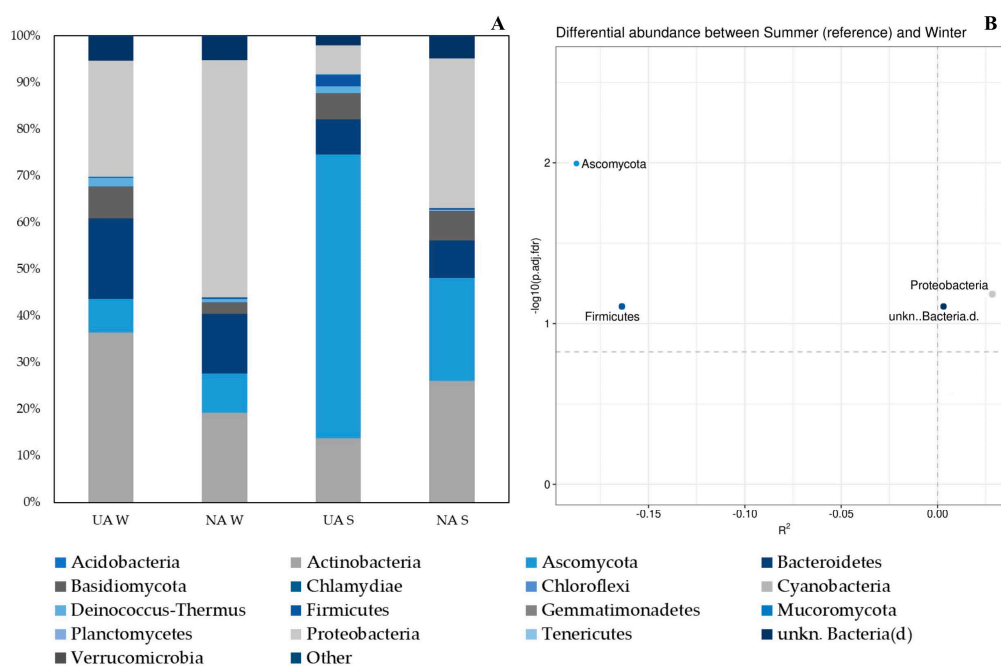 A
100%
90%
80%
70%
60%
50%
40%
30%
20%
10%
0%
UA W
NA W
UA S
NA S
B
Differential abundance between Summer (reference) and Winter
-log10(p.adj.fdr)
2
1
0
Ascomycota
Proteobacteria
Firmicutes
unkn..Bacteria.d.
-0.15
-0.10
-0.05
0.00
R²
Acidobacteria Actinobacteria Ascomycota Bacteroidetes
Basidiomycota Chlamydiae Chloroflexi Cyanobacteria
Deinococcus-Thermus Firmicutes Gemmatimonadetes Mucoromycota
Planctomycetes Proteobacteria Tenericutes unkn. Bacteria(d)
Verrucomicrobia Other